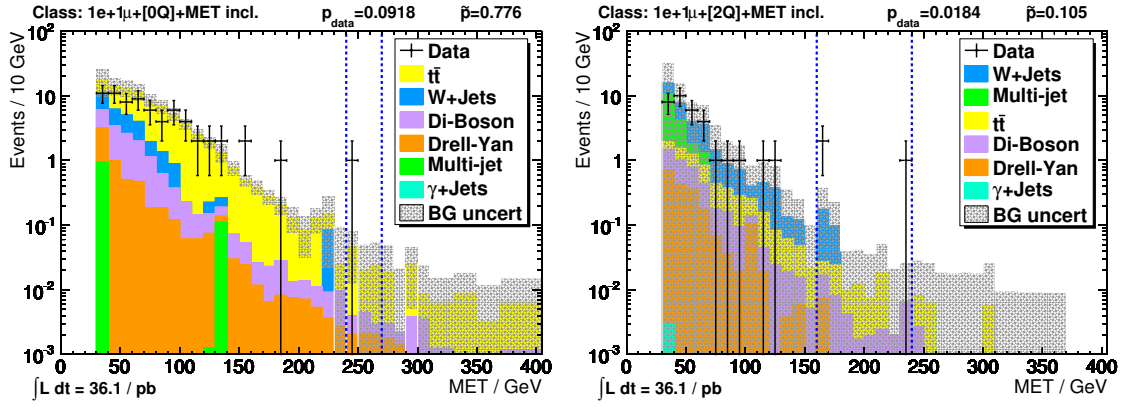 Class: 1e+1μ+[0Q]+MET incl. p_data=0.0918 p̃=0.776
Events / 10 GeV
10²
10
1
10⁻¹
10⁻²
10⁻³
Data
tt̄
W+Jets
Di-Boson
Drell-Yan
Multi-jet
γ+Jets
BG uncert
0 50 100 150 200 250 300 350 400
∫L dt = 36.1 / pb
MET / GeV
Class: 1e+1μ+[2Q]+MET incl. p_data=0.0184 p̃=0.105
Events / 10 GeV
10²
10
1
10⁻¹
10⁻²
10⁻³
Data
W+Jets
Multi-jet
tt̄
Di-Boson
Drell-Yan
γ+Jets
BG uncert
0 50 100 150 200 250 300 350 400
∫L dt = 36.1 / pb
MET / GeV